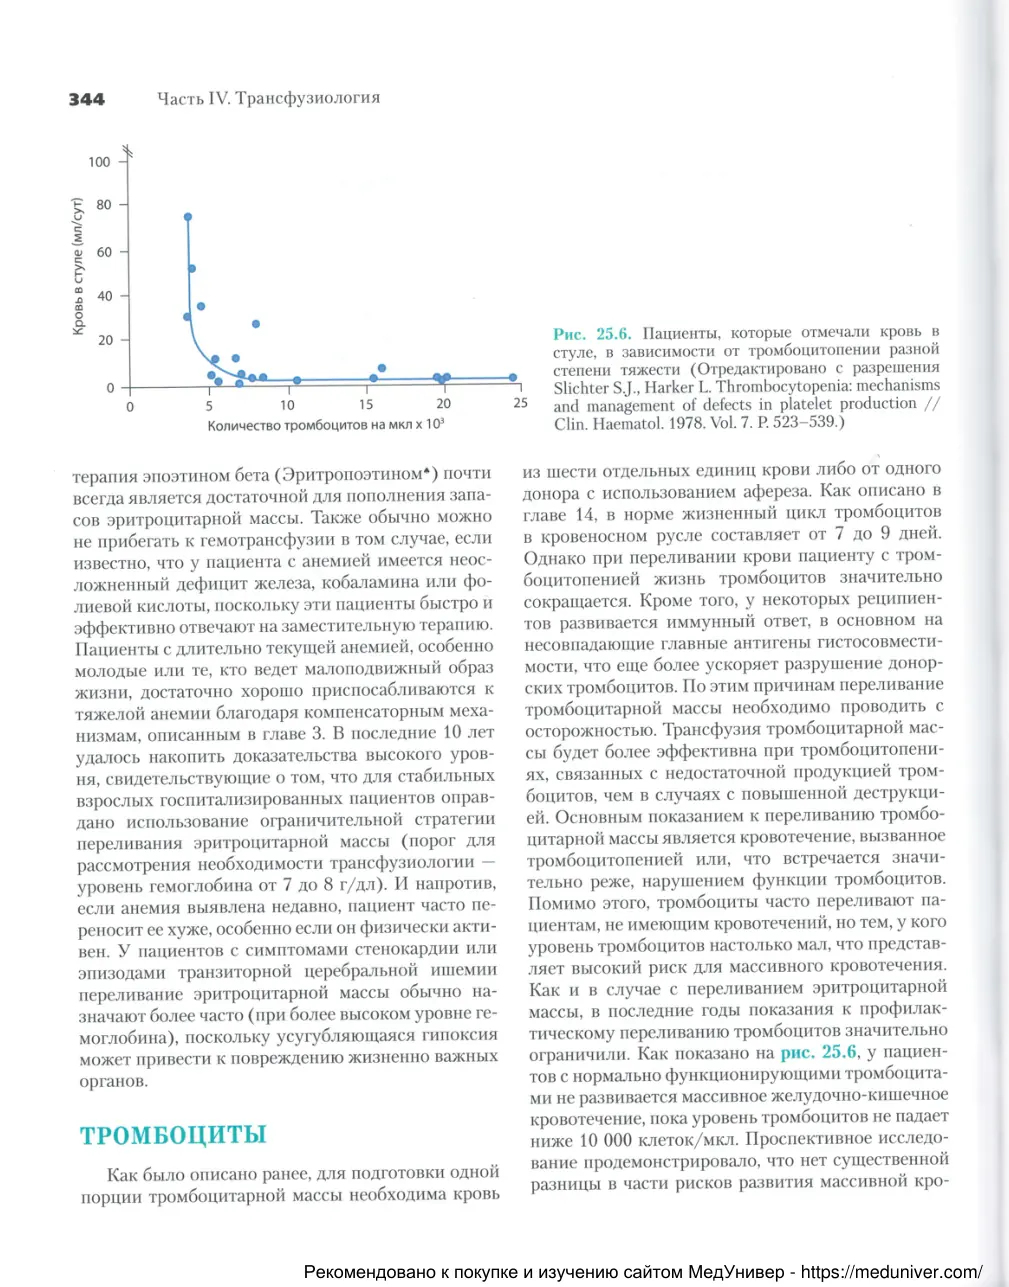 344 Часть IV. Трансфузиология
100
80
60
40
20
0
Кровь в стуле (мл/сут)
0 5 10 15 20 25
Количество тромбоцитов на мкл x 10³
Рис. 25.6. Пациенты, которые отмечали кровь в
стуле, в зависимости от тромбоцитопении разной
степени тяжести (Отредактировано с разрешения
Slichter S.J., Harker L. Thrombocytopenia: mechanisms
and management of defects in platelet production //
Clin. Haematol. 1978. Vol. 7. P. 523–539.)
терапия эпоэтином бета (Эритропоэтином♠) почти
всегда является достаточной для пополнения запа-
сов эритроцитарной массы. Также обычно можно
не прибегать к гемотрансфузии в том случае, если
известно, что у пациента с анемией имеется неос-
ложненный дефицит железа, кобаламина или фо-
лиевой кислоты, поскольку эти пациенты быстро и
эффективно отвечают на заместительную терапию.
Пациенты с длительно текущей анемией, особенно
молодые или те, кто ведет малоподвижный образ
жизни, достаточно хорошо приспосабливаются к
тяжелой анемии благодаря компенсаторным меха-
низмам, описанным в главе 3. В последние 10 лет
удалось накопить доказательства высокого уров-
ня, свидетельствующие о том, что для стабильных
взрослых госпитализированных пациентов оправ-
дано использование ограничительной стратегии
переливания эритроцитарной массы (порог для
рассмотрения необходимости трансфузиологии —
уровень гемоглобина от 7 до 8 г/дл). И напротив,
если анемия выявлена недавно, пациент часто пе-
реносит ее хуже, особенно если он физически акти-
вен. У пациентов с симптомами стенокардии или
эпизодами транзиторной церебральной ишемии
переливание эритроцитарной массы обычно на-
значают более часто (при более высоком уровне ге-
моглобина), поскольку усугубляющаяся гипоксия
может привести к повреждению жизненно важных
органов.
ТРОМБОЦИТЫ
Как было описано ранее, для подготовки одной
порции тромбоцитарной массы необходима кровь
из шести отдельных единиц крови либо от одного
донора с использованием афереза. Как описано в
главе 14, в норме жизненный цикл тромбоцитов
в кровеносном русле составляет от 7 до 9 дней.
Однако при переливании крови пациенту с тром-
боцитопенией жизнь тромбоцитов значительно
сокращается. Кроме того, у некоторых реципиен-
тов развивается иммунный ответ, в основном на
несовпадающие главные антигены гистосовмести-
мости, что еще более ускоряет разрушение донор-
ских тромбоцитов. По этим причинам переливание
тромбоцитарной массы необходимо проводить с
осторожностью. Трансфузия тромбоцитарной мас-
сы будет более эффективна при тромбоцитопени-
ях, связанных с недостаточной продукцией тром-
боцитов, чем в случаях с повышенной деструкци-
ей. Основным показанием к переливанию тромбо-
цитарной массы является кровотечение, вызванное
тромбоцитопенией или, что встречается значи-
тельно реже, нарушением функции тромбоцитов.
Помимо этого, тромбоциты часто переливают па-
циентам, не имеющим кровотечений, но тем, у кого
уровень тромбоцитов настолько мал, что представ-
ляет высокий риск для массивного кровотечения.
Как и в случае с переливанием эритроцитарной
массы, в последние годы показания к профилак-
тическому переливанию тромбоцитов значительно
ограничили. Как показано на рис. 25.6, у пациен-
тов с нормально функционирующими тромбоцита-
ми не развивается массивное желудочно-кишечное
кровотечение, пока уровень тромбоцитов не падает
ниже 10 000 клеток/мкл. Проспективное исследо-
вание продемонстрировало, что нет существенной
разницы в части рисков развития массивной кро-
Рекомендовано к покупке и изучению сайтом МедУнивер - https://meduniver.com/